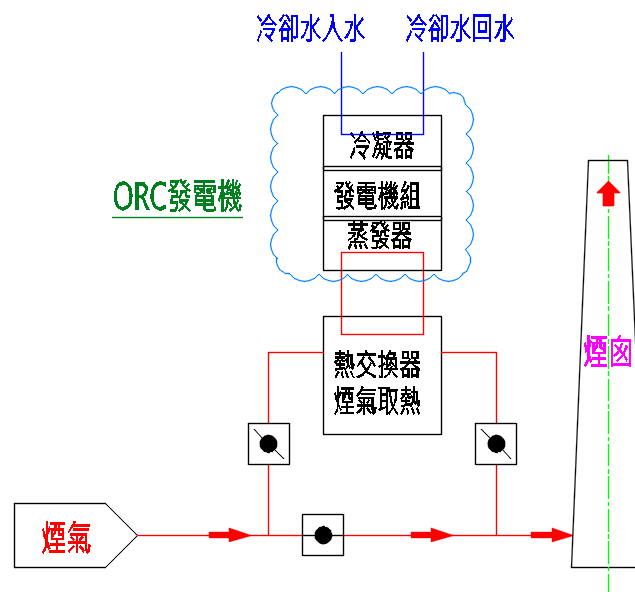 冷卻水入水
冷卻水回水
冷凝器
ORC發電機
發電機組
蒸發器
煙囪
熱交換器
煙氣取熱
煙氣